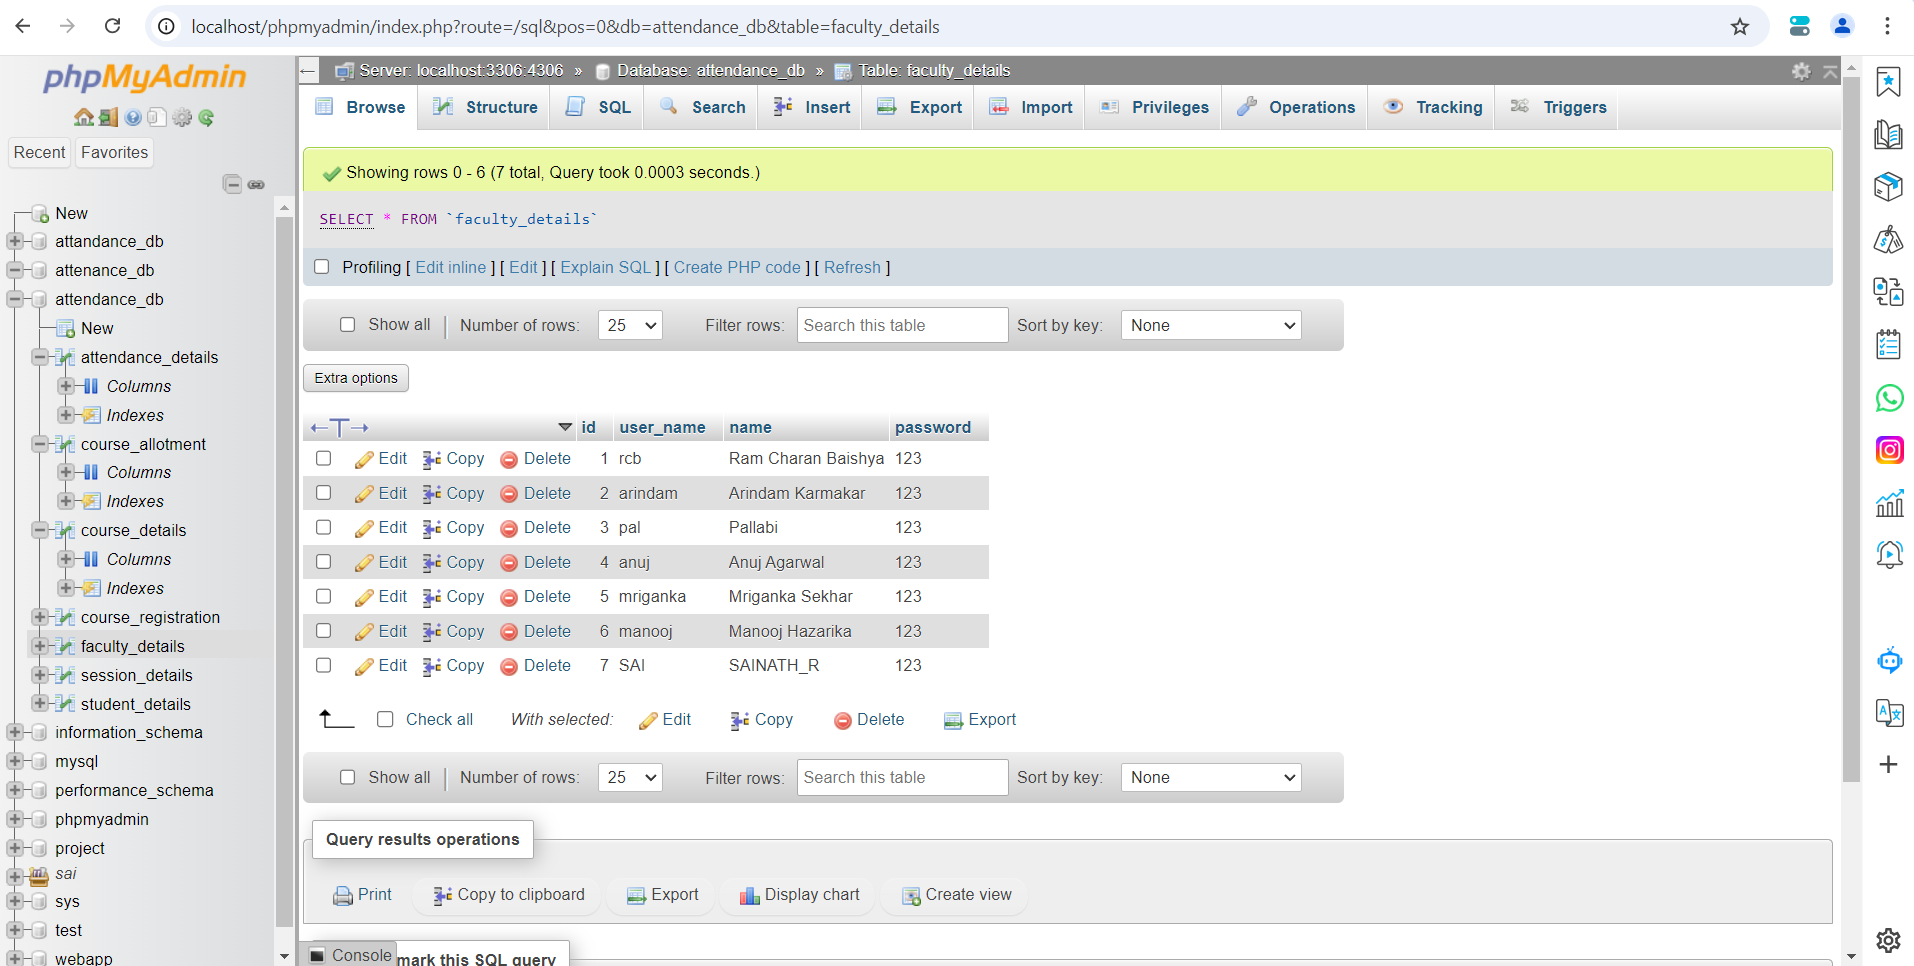 localhost/phpmyadmin/index.php?route=/sql&pos=0&db=attendance_db&table=faculty_details
phpMyAdmin
Recent Favorites
New
attandance_db
attenance_db
attendance_db
New
attendance_details
Columns
Indexes
course_allotment
Columns
Indexes
course_details
Columns
Indexes
course_registration
faculty_details
session_details
student_details
information_schema
mysql
performance_schema
phpmyadmin
project
sai
sys
test
webapp
Server: localhost:3306:4306 » Database: attendance_db » Table: faculty_details
Browse Structure SQL Search Insert Export Import Privileges Operations Tracking Triggers
Showing rows 0 - 6 (7 total, Query took 0.0003 seconds.)
SELECT * FROM `faculty_details`
Profiling [ Edit inline ] [ Edit ] [ Explain SQL ] [ Create PHP code ] [ Refresh ]
Show all Number of rows: 25 Filter rows: Search this table Sort by key: None
Extra options
id user_name name password
Edit Copy Delete 1 rcb Ram Charan Baishya 123
Edit Copy Delete 2 arindam Arindam Karmakar 123
Edit Copy Delete 3 pal Pallabi 123
Edit Copy Delete 4 anuj Anuj Agarwal 123
Edit Copy Delete 5 mriganka Mriganka Sekhar 123
Edit Copy Delete 6 manooj Manooj Hazarika 123
Edit Copy Delete 7 SAI SAINATH_R 123
Check all With selected: Edit Copy Delete Export
Show all Number of rows: 25 Filter rows: Search this table Sort by key: None
Query results operations
Print Copy to clipboard Export Display chart Create view
Console mark this SQL query